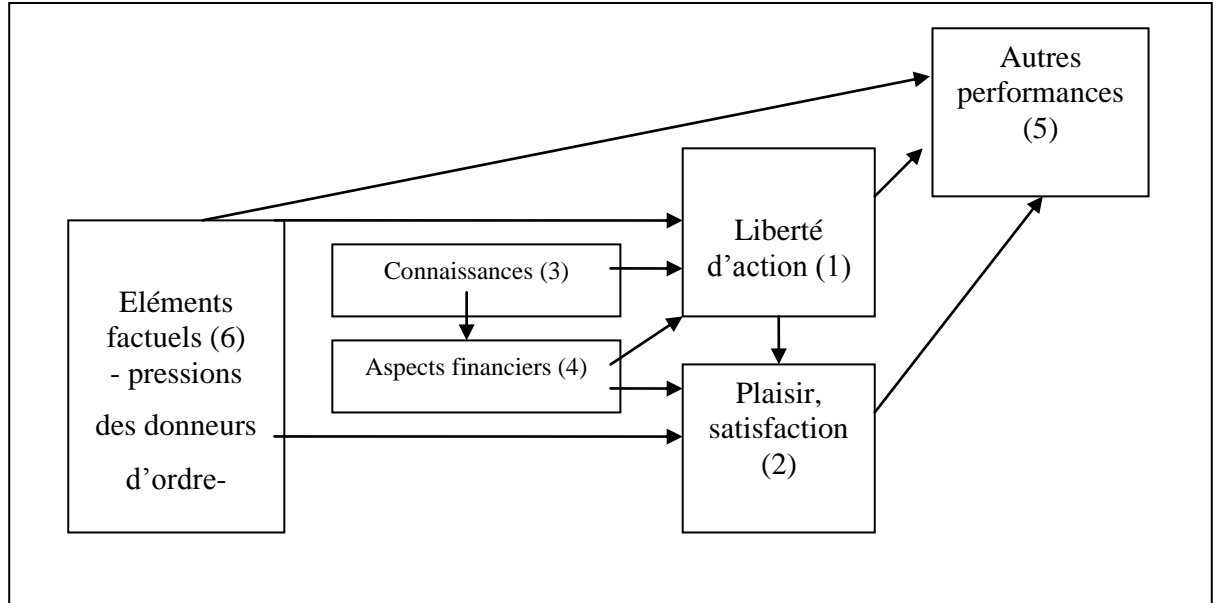 Autres
performances
(5)
Liberté
d’action (1)
Connaissances (3)
Eléments
factuels (6)
- pressions
des donneurs
d’ordre-
Aspects financiers (4)
Plaisir,
satisfaction
(2)